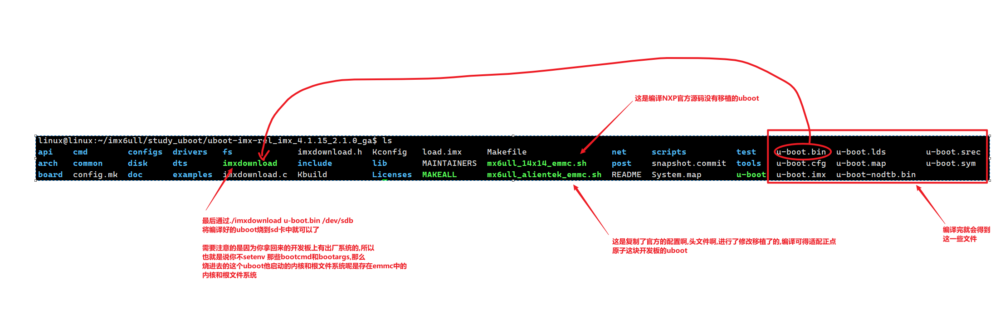 这是编译NXP官方源码没有移植的uboot
linux@linux:~/imx6ull/study_uboot/uboot-imx-rel_imx_4.1.15_2.1.0_ga$ ls
api cmd configs drivers fs imxdownload.h Kconfig load.imx Makefile net scripts test u-boot.bin u-boot.lds u-boot.srec
arch common disk dts imxdownload include lib MAINTAINERS mx6ull_14x14_emmc.sh post snapshot.commit tools u-boot.cfg u-boot.map u-boot.sym
board config.mk doc examples imxdownload.c Kbuild Licenses MAKEALL mx6ull_alientek_emmc.sh README System.map u-boot u-boot.imx u-boot-nodtb.bin
最后通过./imxdownload u-boot.bin /dev/sdb
将编译好的uboot烧到sd卡中就可以了
需要注意的是因为你拿回来的开发板上有出厂系统的,所以
也就是说你不setenv 那些bootcmd和bootargs,那么
烧进去的这个uboot他启动的内核和根文件系统呢是存在emmc中的
内核和根文件系统
这是复制了官方的配置啊,头文件啊,进行了修改移植了的,编译可得适配正点
原子这块开发板的uboot
编译完就会得到
这一些文件